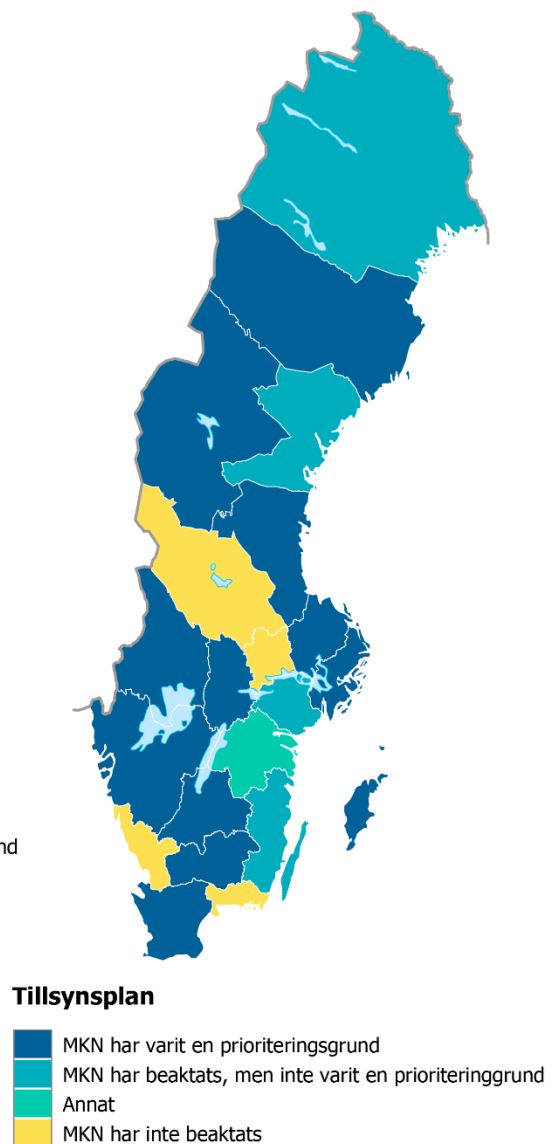 nd
Tillsynsplan
MKN har varit en prioriteringsgrund
MKN har beaktats, men inte varit en prioriteringgrund
Annat
MKN har inte beaktats